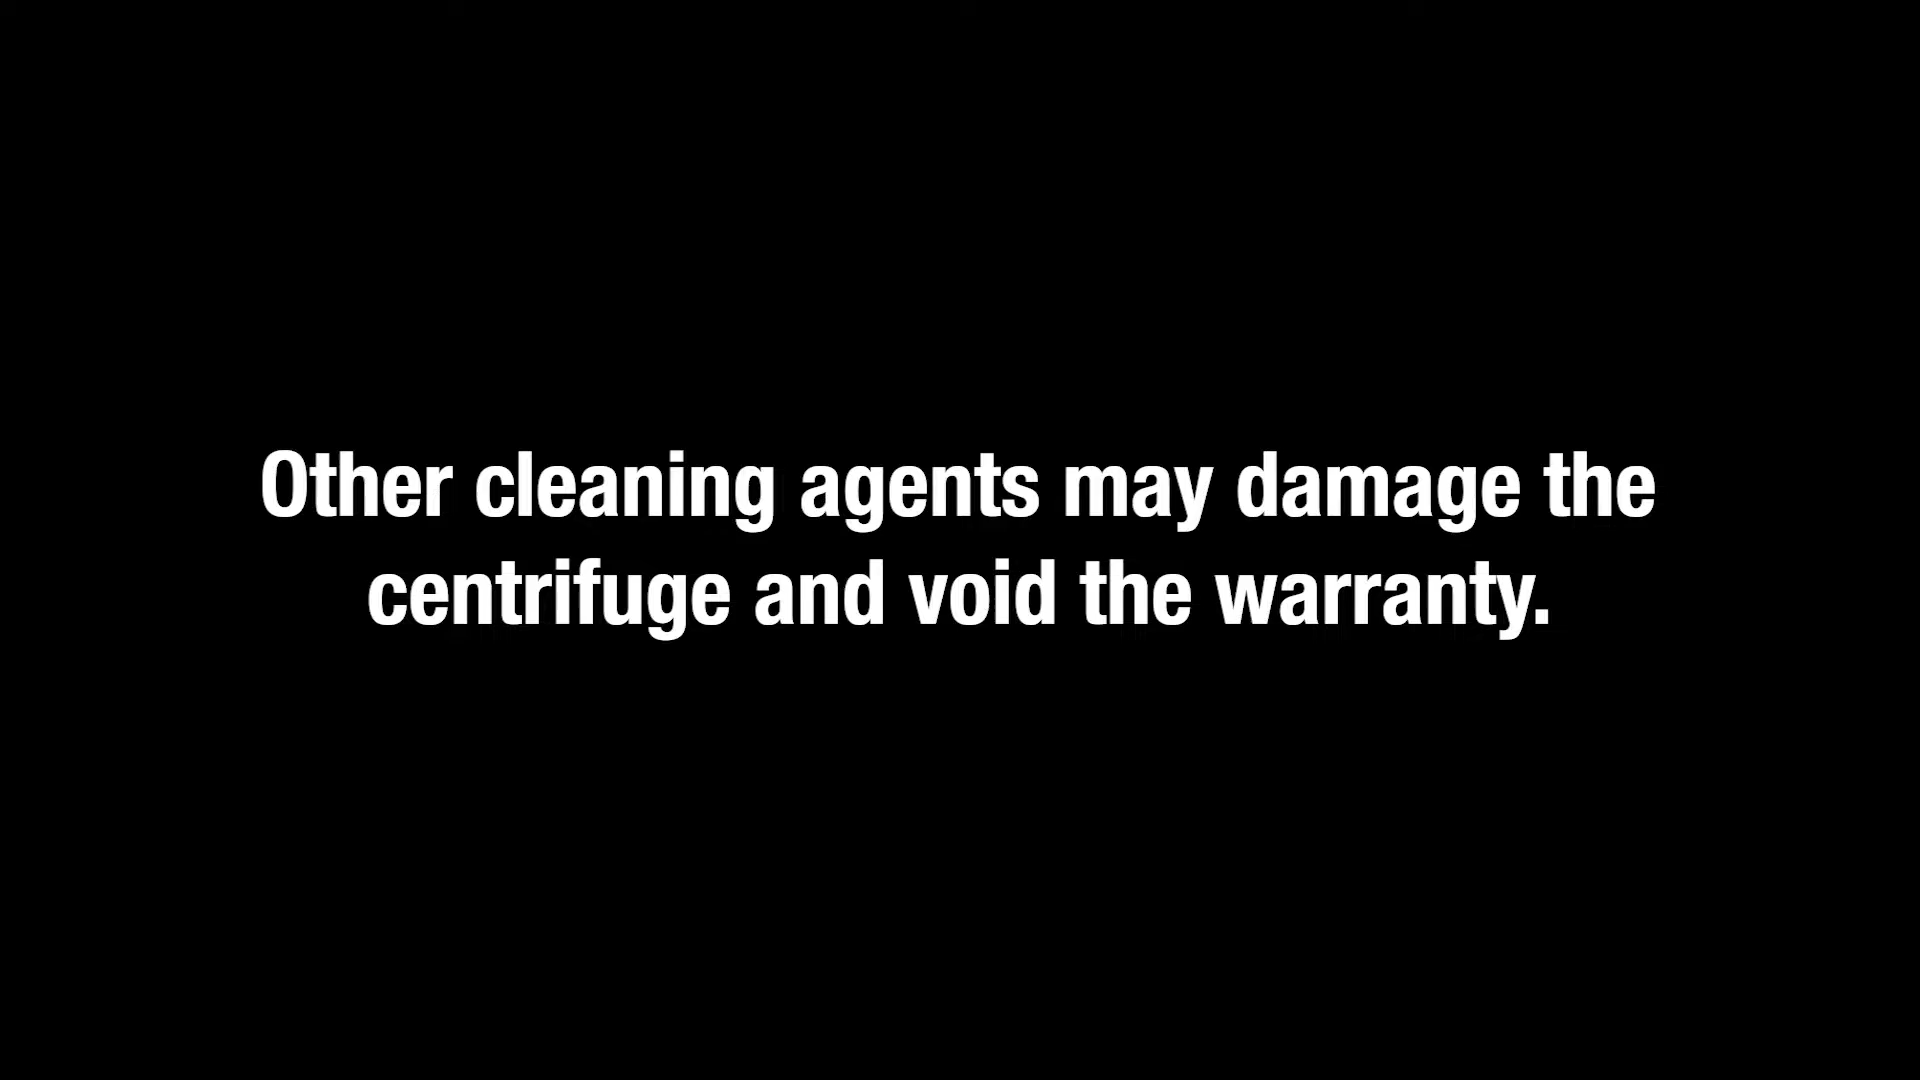 Other cleaning agents may damage the
centrifuge and void the warranty.